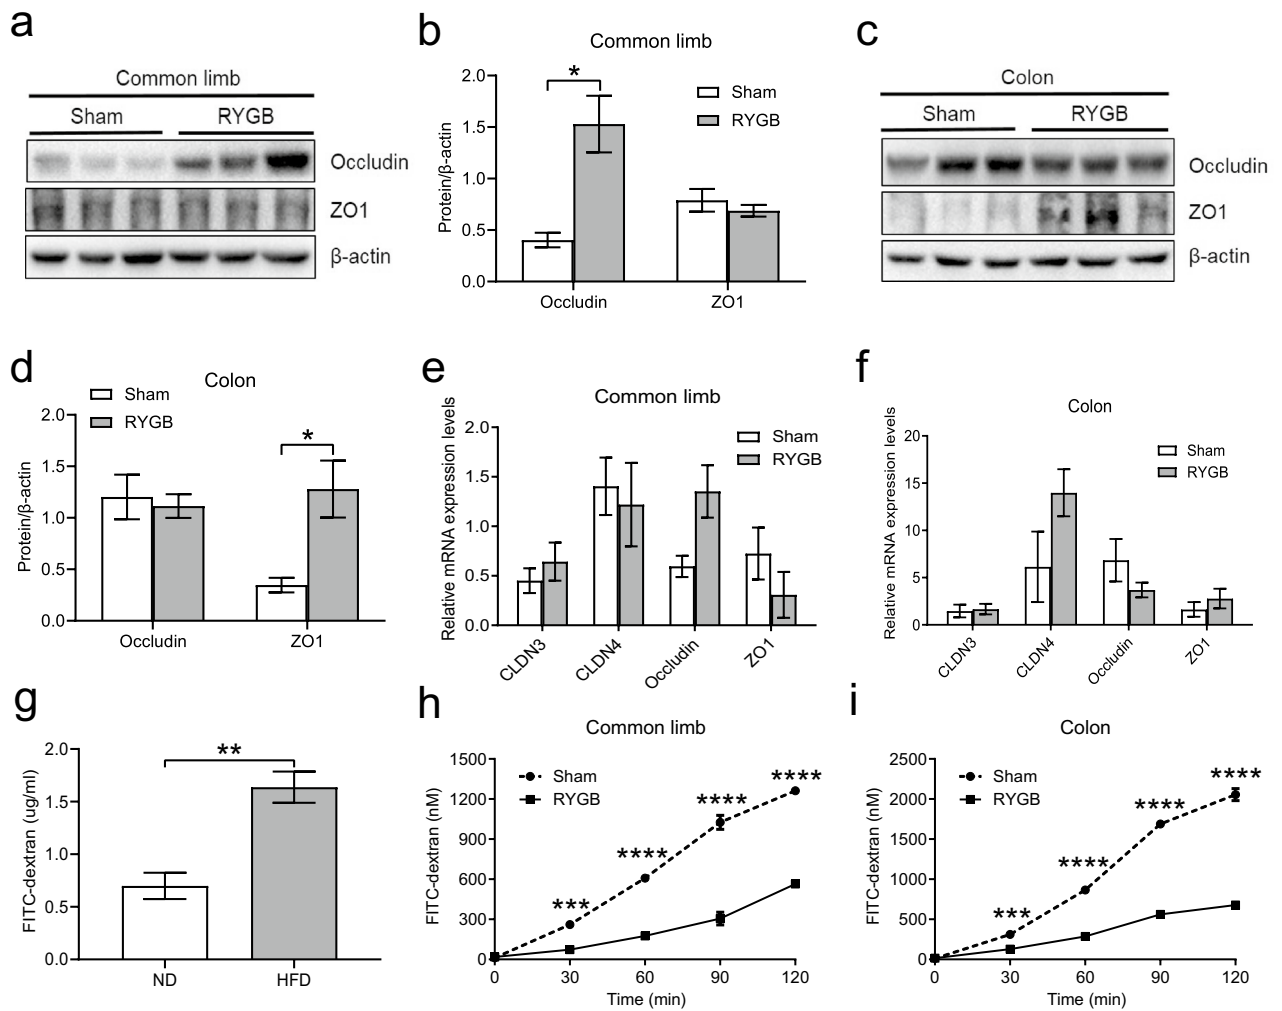 a
Common limb
Sham RYGB
Occludin
ZO1
β-actin
b
Common limb
*
Sham
RYGB
Protein/β-actin
2.0
1.5
1.0
0.5
0.0
Occludin ZO1
c
Colon
Sham RYGB
Occludin
ZO1
β-actin
d
Colon
Sham
RYGB
*
Protein/β-actin
2.0
1.5
1.0
0.5
0.0
Occludin ZO1
e
Common limb
Sham
RYGB
Relative mRNA expression levels
2.0
1.5
1.0
0.5
0.0
CLDN3 CLDN4 Occludin ZO1
f
Colon
Sham
RYGB
Relative mRNA expression levels
20
15
10
5
0
CLDN3 CLDN4 Occludin ZO1
g
**
FITC-dextran (ug/ml)
2.0
1.5
1.0
0.5
0.0
ND HFD
h
Common limb
Sham
RYGB
*** **** **** ****
FITC-dextran (nM)
1500
1200
900
600
300
0
0 30 60 90 120
Time (min)
i
Colon
Sham
RYGB
*** **** **** ****
FITC-dextran (nM)
2500
2000
1500
1000
500
0
0 30 60 90 120
Time (min)